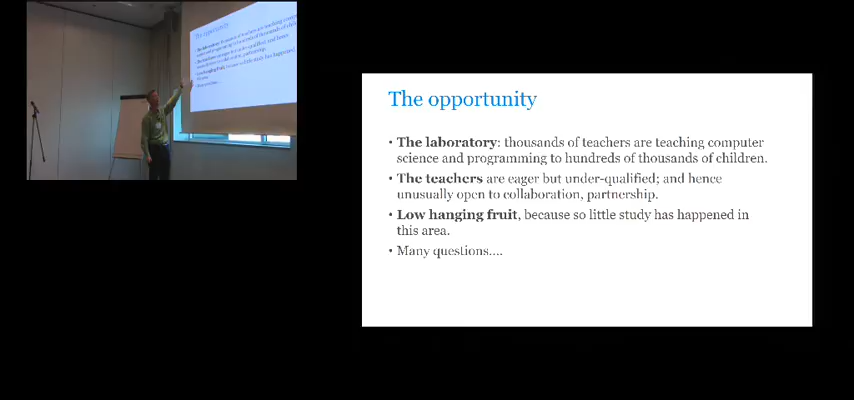 The opportunity
• The laboratory: thousands of teachers are teaching computer
science and programming to hundreds of thousands of children.
• The teachers are eager but under-qualified; and hence
unusually open to collaboration, partnership.
• Low hanging fruit, because so little study has happened in
this area.
• Many questions....